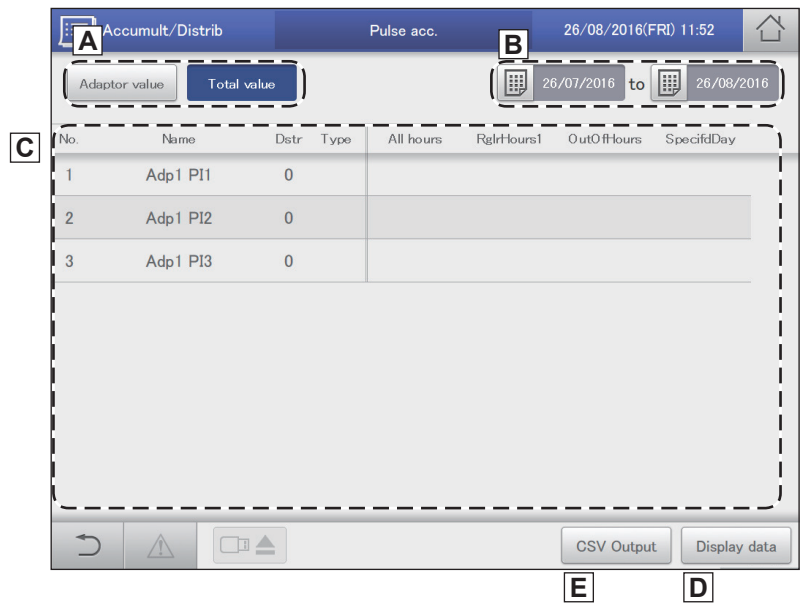 A
Accumult/Distrib Pulse acc. 26/08/2016(FRI) 11:52
B
Adaptor value Total value 26/07/2016 to 26/08/2016
C
No. Name Dstr Type All hours RglrHours1 OutOfHours SpecifdDay
1 Adp1 PI1 0
2 Adp1 PI2 0
3 Adp1 PI3 0
CSV Output Display data
E D